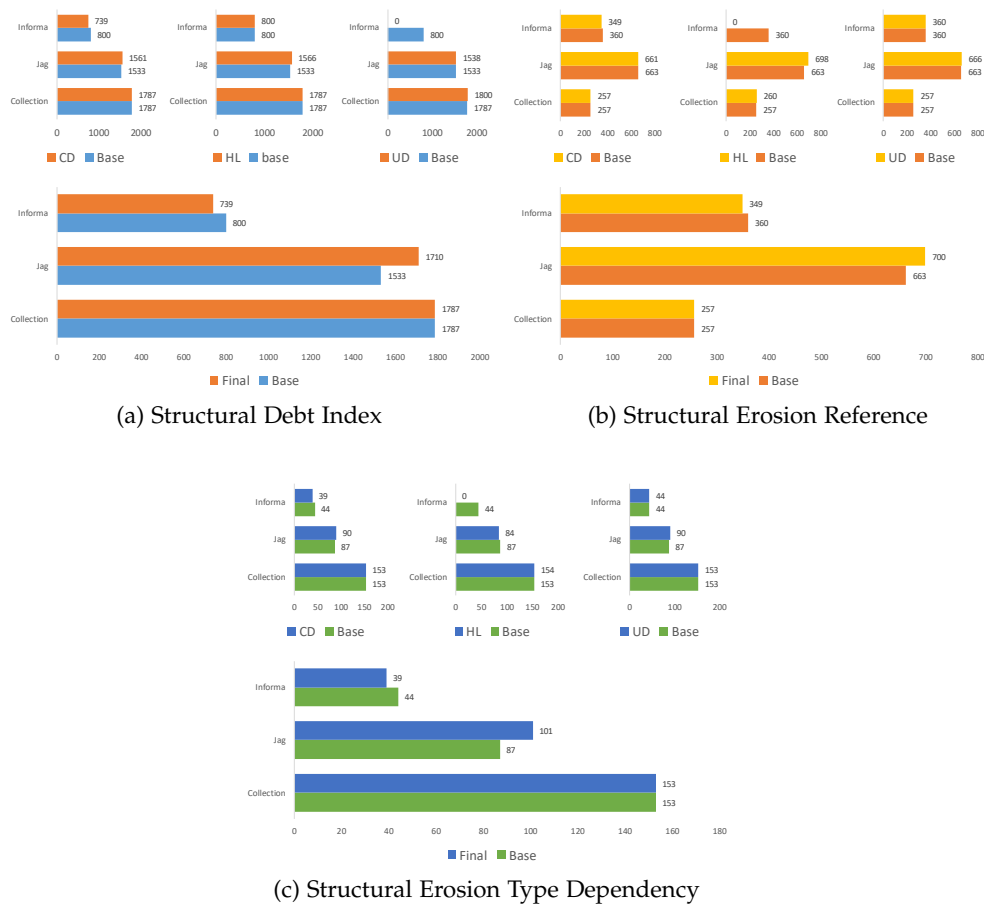 Informa 739 800
Jag 1561 1533
Collection 1787 1787
0 1000 2000
CD Base
Informa 800 800
Jag 1566 1533
Collection 1787 1787
0 1000 2000
HL base
Informa 0 800
Jag 1538 1533
Collection 1800 1787
0 1000 2000
UD Base
Informa 739 800
Jag 1710 1533
Collection 1787 1787
0 200 400 600 800 1000 1200 1400 1600 1800 2000
Final Base
(a) Structural Debt Index
Informa 349 360
Jag 661 663
Collection 257 257
0 200 400 600 800
CD Base
Informa 0 360
Jag 698 663
Collection 260 257
0 200 400 600 800
HL Base
Informa 360 360
Jag 666 663
Collection 257 257
0 200 400 600 800
UD Base
Informa 349 360
Jag 700 663
Collection 257 257
0 100 200 300 400 500 600 700 800
Final Base
(b) Structural Erosion Reference
Informa 39 44
Jag 90 87
Collection 153 153
0 50 100 150 200
CD Base
Informa 0 44
Jag 84 87
Collection 154 153
0 50 100 150 200
HL Base
Informa 44 44
Jag 90 87
Collection 153 153
0 100 200
UD Base
Informa 39 44
Jag 101 87
Collection 153 153
0 20 40 60 80 100 120 140 160 180
Final Base
(c) Structural Erosion Type Dependency